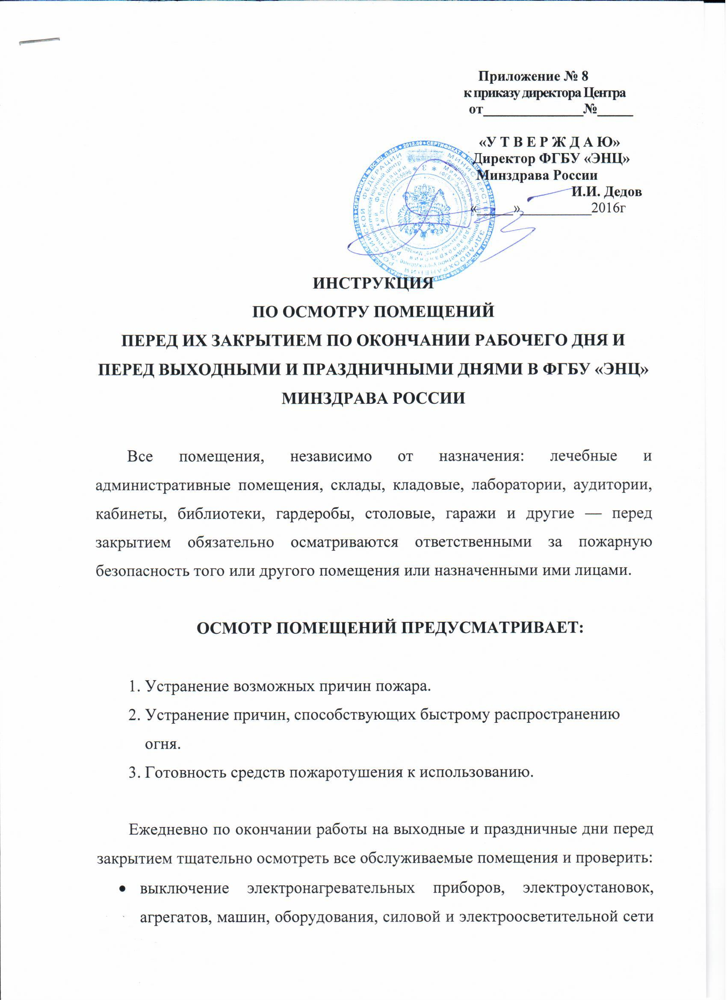 Приложение № 8
к приказу директора Центра
от______________№_____
«У Т В Е Р Ж Д А Ю»
Директор ФГБУ «ЭНЦ»
Минздрава России
И.И. Дедов
«_____»__________2016г
ИНСТРУКЦИЯ
ПО ОСМОТРУ ПОМЕЩЕНИЙ
ПЕРЕД ИХ ЗАКРЫТИЕМ ПО ОКОНЧАНИИ РАБОЧЕГО ДНЯ И
ПЕРЕД ВЫХОДНЫМИ И ПРАЗДНИЧНЫМИ ДНЯМИ В ФГБУ «ЭНЦ»
МИНЗДРАВА РОССИИ
Все помещения, независимо от назначения: лечебные и
административные помещения, склады, кладовые, лаборатории, аудитории,
кабинеты, библиотеки, гардеробы, столовые, гаражи и другие — перед
закрытием обязательно осматриваются ответственными за пожарную
безопасность того или другого помещения или назначенными ими лицами.
ОСМОТР ПОМЕЩЕНИЙ ПРЕДУСМАТРИВАЕТ:
1. Устранение возможных причин пожара.
2. Устранение причин, способствующих быстрому распространению
огня.
3. Готовность средств пожаротушения к использованию.
Ежедневно по окончании работы на выходные и праздничные дни перед
закрытием тщательно осмотреть все обслуживаемые помещения и проверить:
• выключение электронагревательных приборов, электроустановок,
агрегатов, машин, оборудования, силовой и электроосветительной сети
МИНИСТЕРСТВО ЗДРАВООХРАНЕНИЯ РОССИЙСКОЙ ФЕДЕРАЦИИ